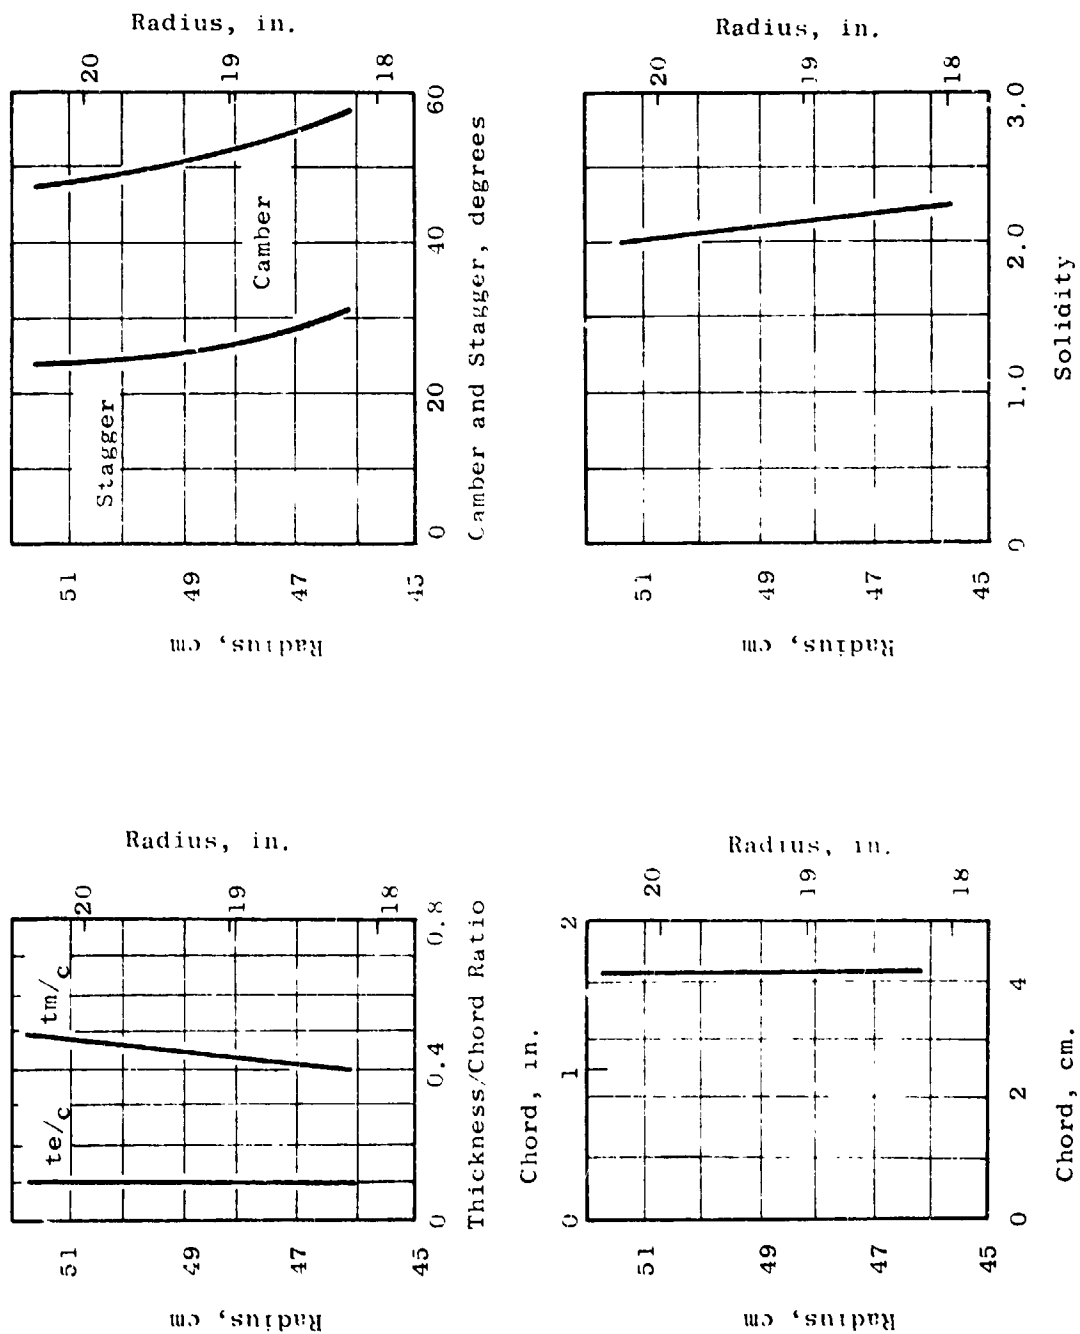 Radius, in.
20
19
18
60
40
20
0
Camber
Stagger
Camber and Stagger, degrees
51
49
47
45
Radius, cm
Radius, in.
20
19
18
3.0
2.0
1.0
0
Solidity
51
49
47
45
Radius, cm
Radius, in.
20
19
18
0.8
0.4
0
tm/c
te/c
Thickness/Chord Ratio
51
49
47
45
Radius, cm
Radius, in.
20
19
18
2
1
0
Chord, in.
4
2
0
Chord, cm.
51
49
47
45
Radius, cm